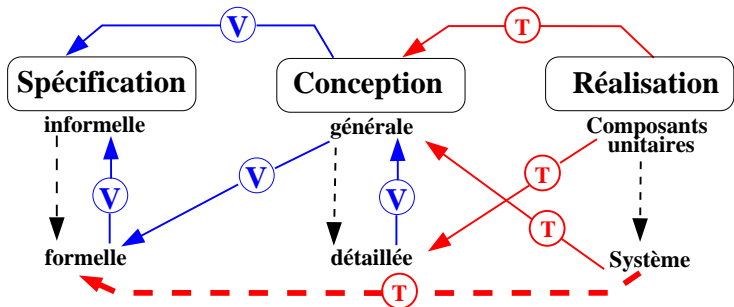 V
T
Spécification
Conception
Réalisation
informelle
générale
Composants
unitaires
V
V
V
T
T
formelle
détaillée
Système
T